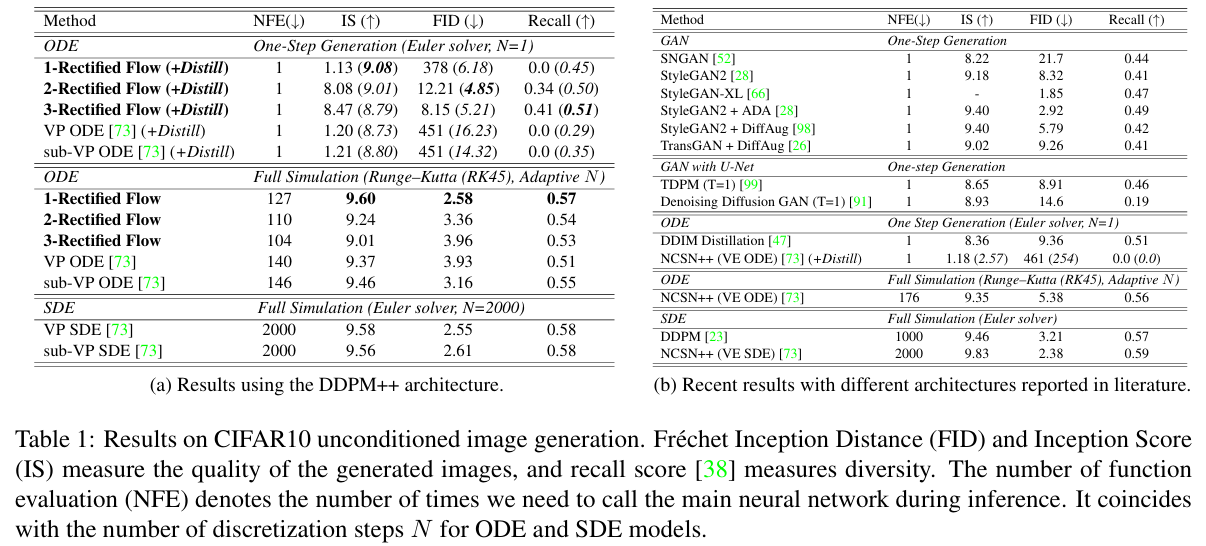 Method NFE(↓) IS (↑) FID (↓) Recall (↑)
ODE One-Step Generation (Euler solver, N=1)
1-Rectified Flow (+Distill) 1 1.13 (9.08) 378 (6.18) 0.0 (0.45)
2-Rectified Flow (+Distill) 1 8.08 (9.01) 12.21 (4.85) 0.34 (0.50)
3-Rectified Flow (+Distill) 1 8.47 (8.79) 8.15 (5.21) 0.41 (0.51)
VP ODE [73] (+Distill) 1 1.20 (8.73) 451 (16.23) 0.0 (0.29)
sub-VP ODE [73] (+Distill) 1 1.21 (8.80) 451 (14.32) 0.0 (0.35)
ODE Full Simulation (Runge–Kutta (RK45), Adaptive N)
1-Rectified Flow 127 9.60 2.58 0.57
2-Rectified Flow 110 9.24 3.36 0.54
3-Rectified Flow 104 9.01 3.96 0.53
VP ODE [73] 140 9.37 3.93 0.51
sub-VP ODE [73] 146 9.46 3.16 0.55
SDE Full Simulation (Euler solver, N=2000)
VP SDE [73] 2000 9.58 2.55 0.58
sub-VP SDE [73] 2000 9.56 2.61 0.58
(a) Results using the DDPM++ architecture.
Method NFE(↓) IS (↑) FID (↓) Recall (↑)
GAN One-Step Generation
SNGAN [52] 1 8.22 21.7 0.44
StyleGAN2 [28] 1 9.18 8.32 0.41
StyleGAN-XL [66] 1 - 1.85 0.47
StyleGAN2 + ADA [28] 1 9.40 2.92 0.49
StyleGAN2 + DiffAug [98] 1 9.40 5.79 0.42
TransGAN + DiffAug [26] 1 9.02 9.26 0.41
GAN with U-Net One-step Generation
TDPM (T=1) [99] 1 8.65 8.91 0.46
Denoising Diffusion GAN (T=1) [91] 1 8.93 14.6 0.19
ODE One Step Generation (Euler solver, N=1)
DDIM Distillation [47] 1 8.36 9.36 0.51
NCSN++ (VE ODE) [73] (+Distill) 1 1.18 (2.57) 461 (254) 0.0 (0.0)
ODE Full Simulation (Runge–Kutta (RK45), Adaptive N)
NCSN++ (VE ODE) [73] 176 9.35 5.38 0.56
SDE Full Simulation (Euler solver)
DDPM [23] 1000 9.46 3.21 0.57
NCSN++ (VE SDE) [73] 2000 9.83 2.38 0.59
(b) Recent results with different architectures reported in literature.
Table 1: Results on CIFAR10 unconditioned image generation. Fréchet Inception Distance (FID) and Inception Score
(IS) measure the quality of the generated images, and recall score [38] measures diversity. The number of function
evaluation (NFE) denotes the number of times we need to call the main neural network during inference. It coincides
with the number of discretization steps N for ODE and SDE models.